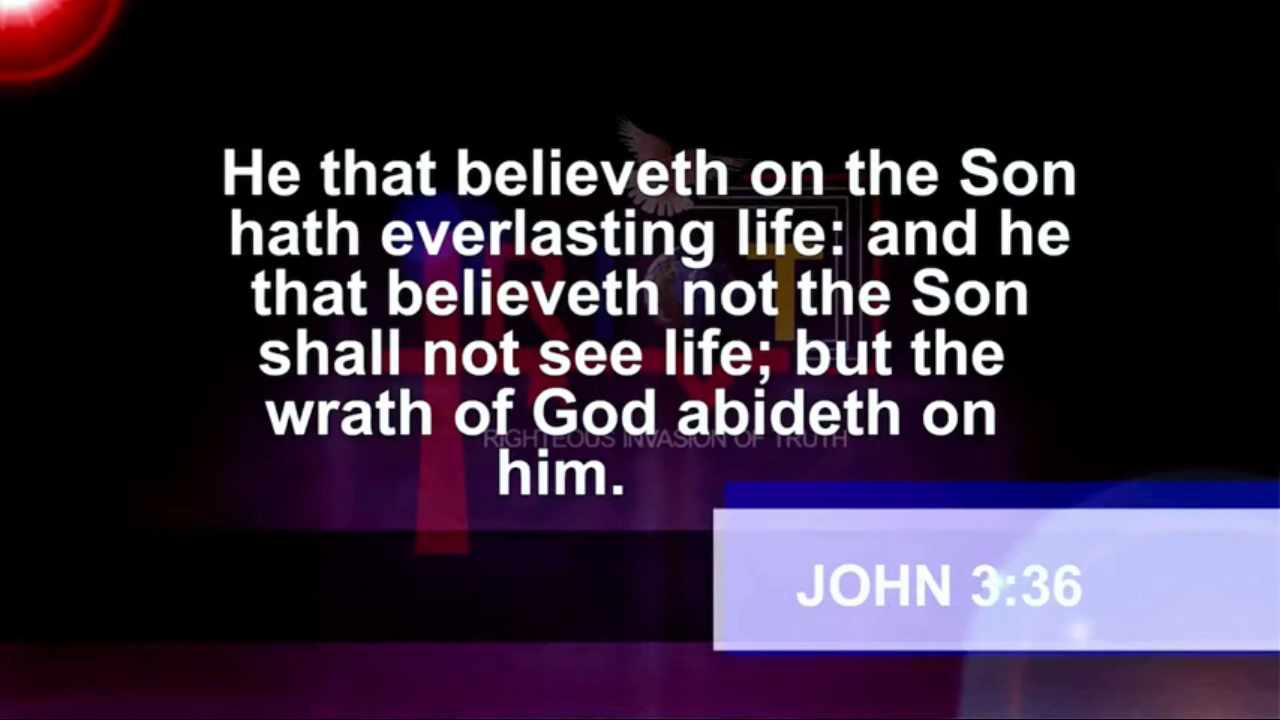 He that believeth on the Son
hath everlasting life: and he
that believeth not the Son
shall not see life; but the
wrath of God abideth on
him.
RIGHTEOUS INVASION OF TRUTH
R T
JOHN 3:36